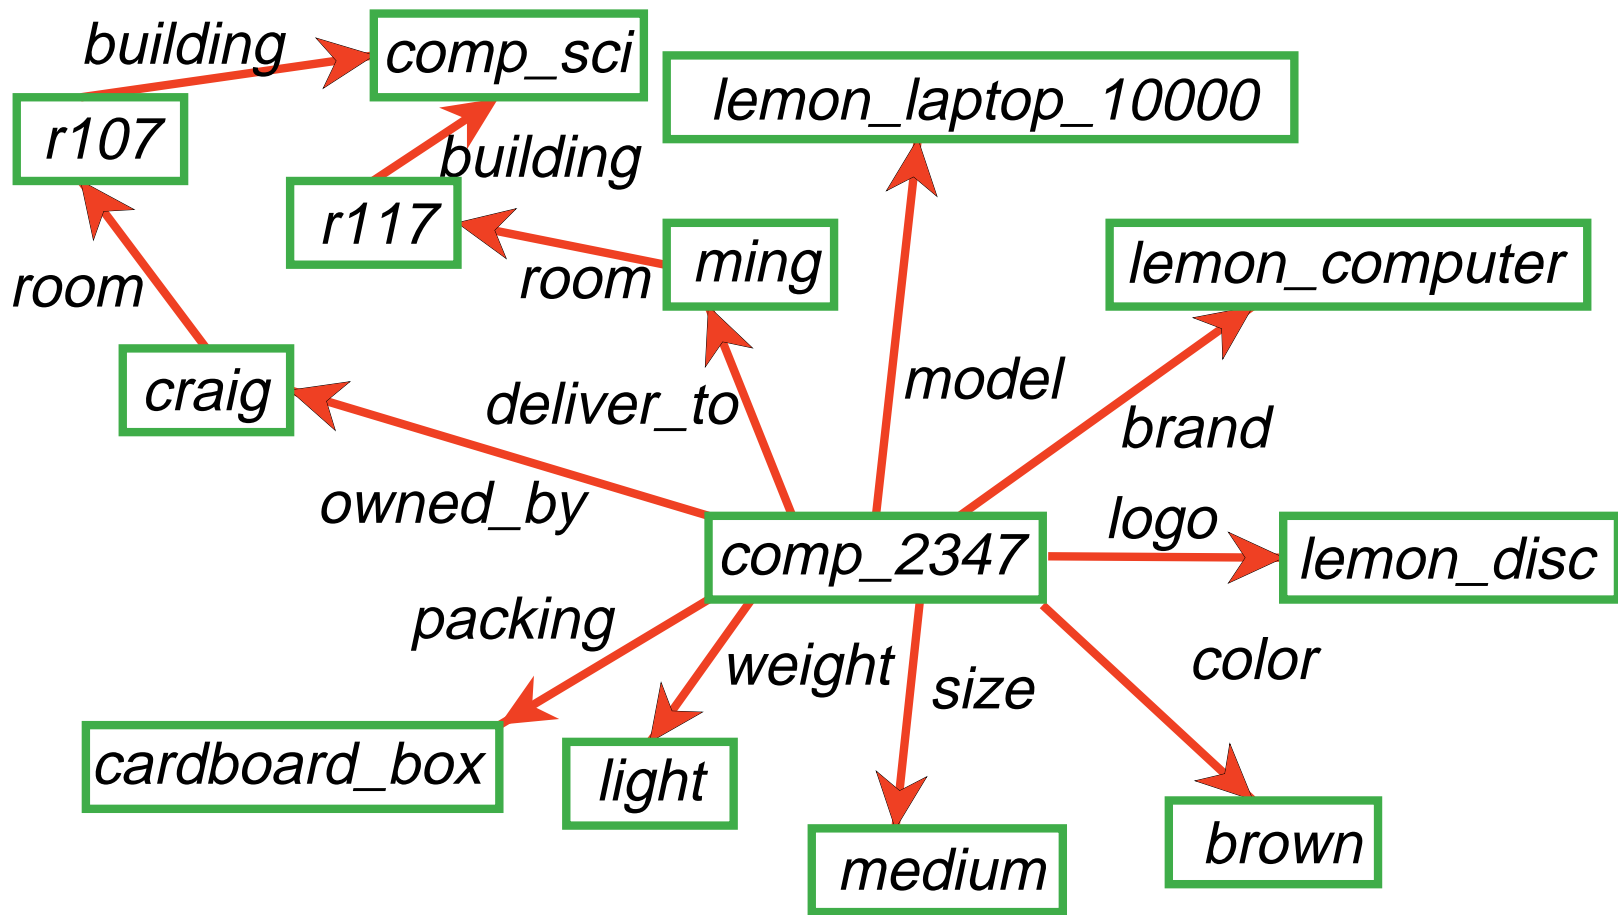 building
comp_sci
lemon_laptop_10000
r107
building
r117
ming
lemon_computer
room
room
craig
deliver_to
model
brand
owned_by
logo
comp_2347
lemon_disc
packing
weight
size
color
cardboard_box
light
medium
brown